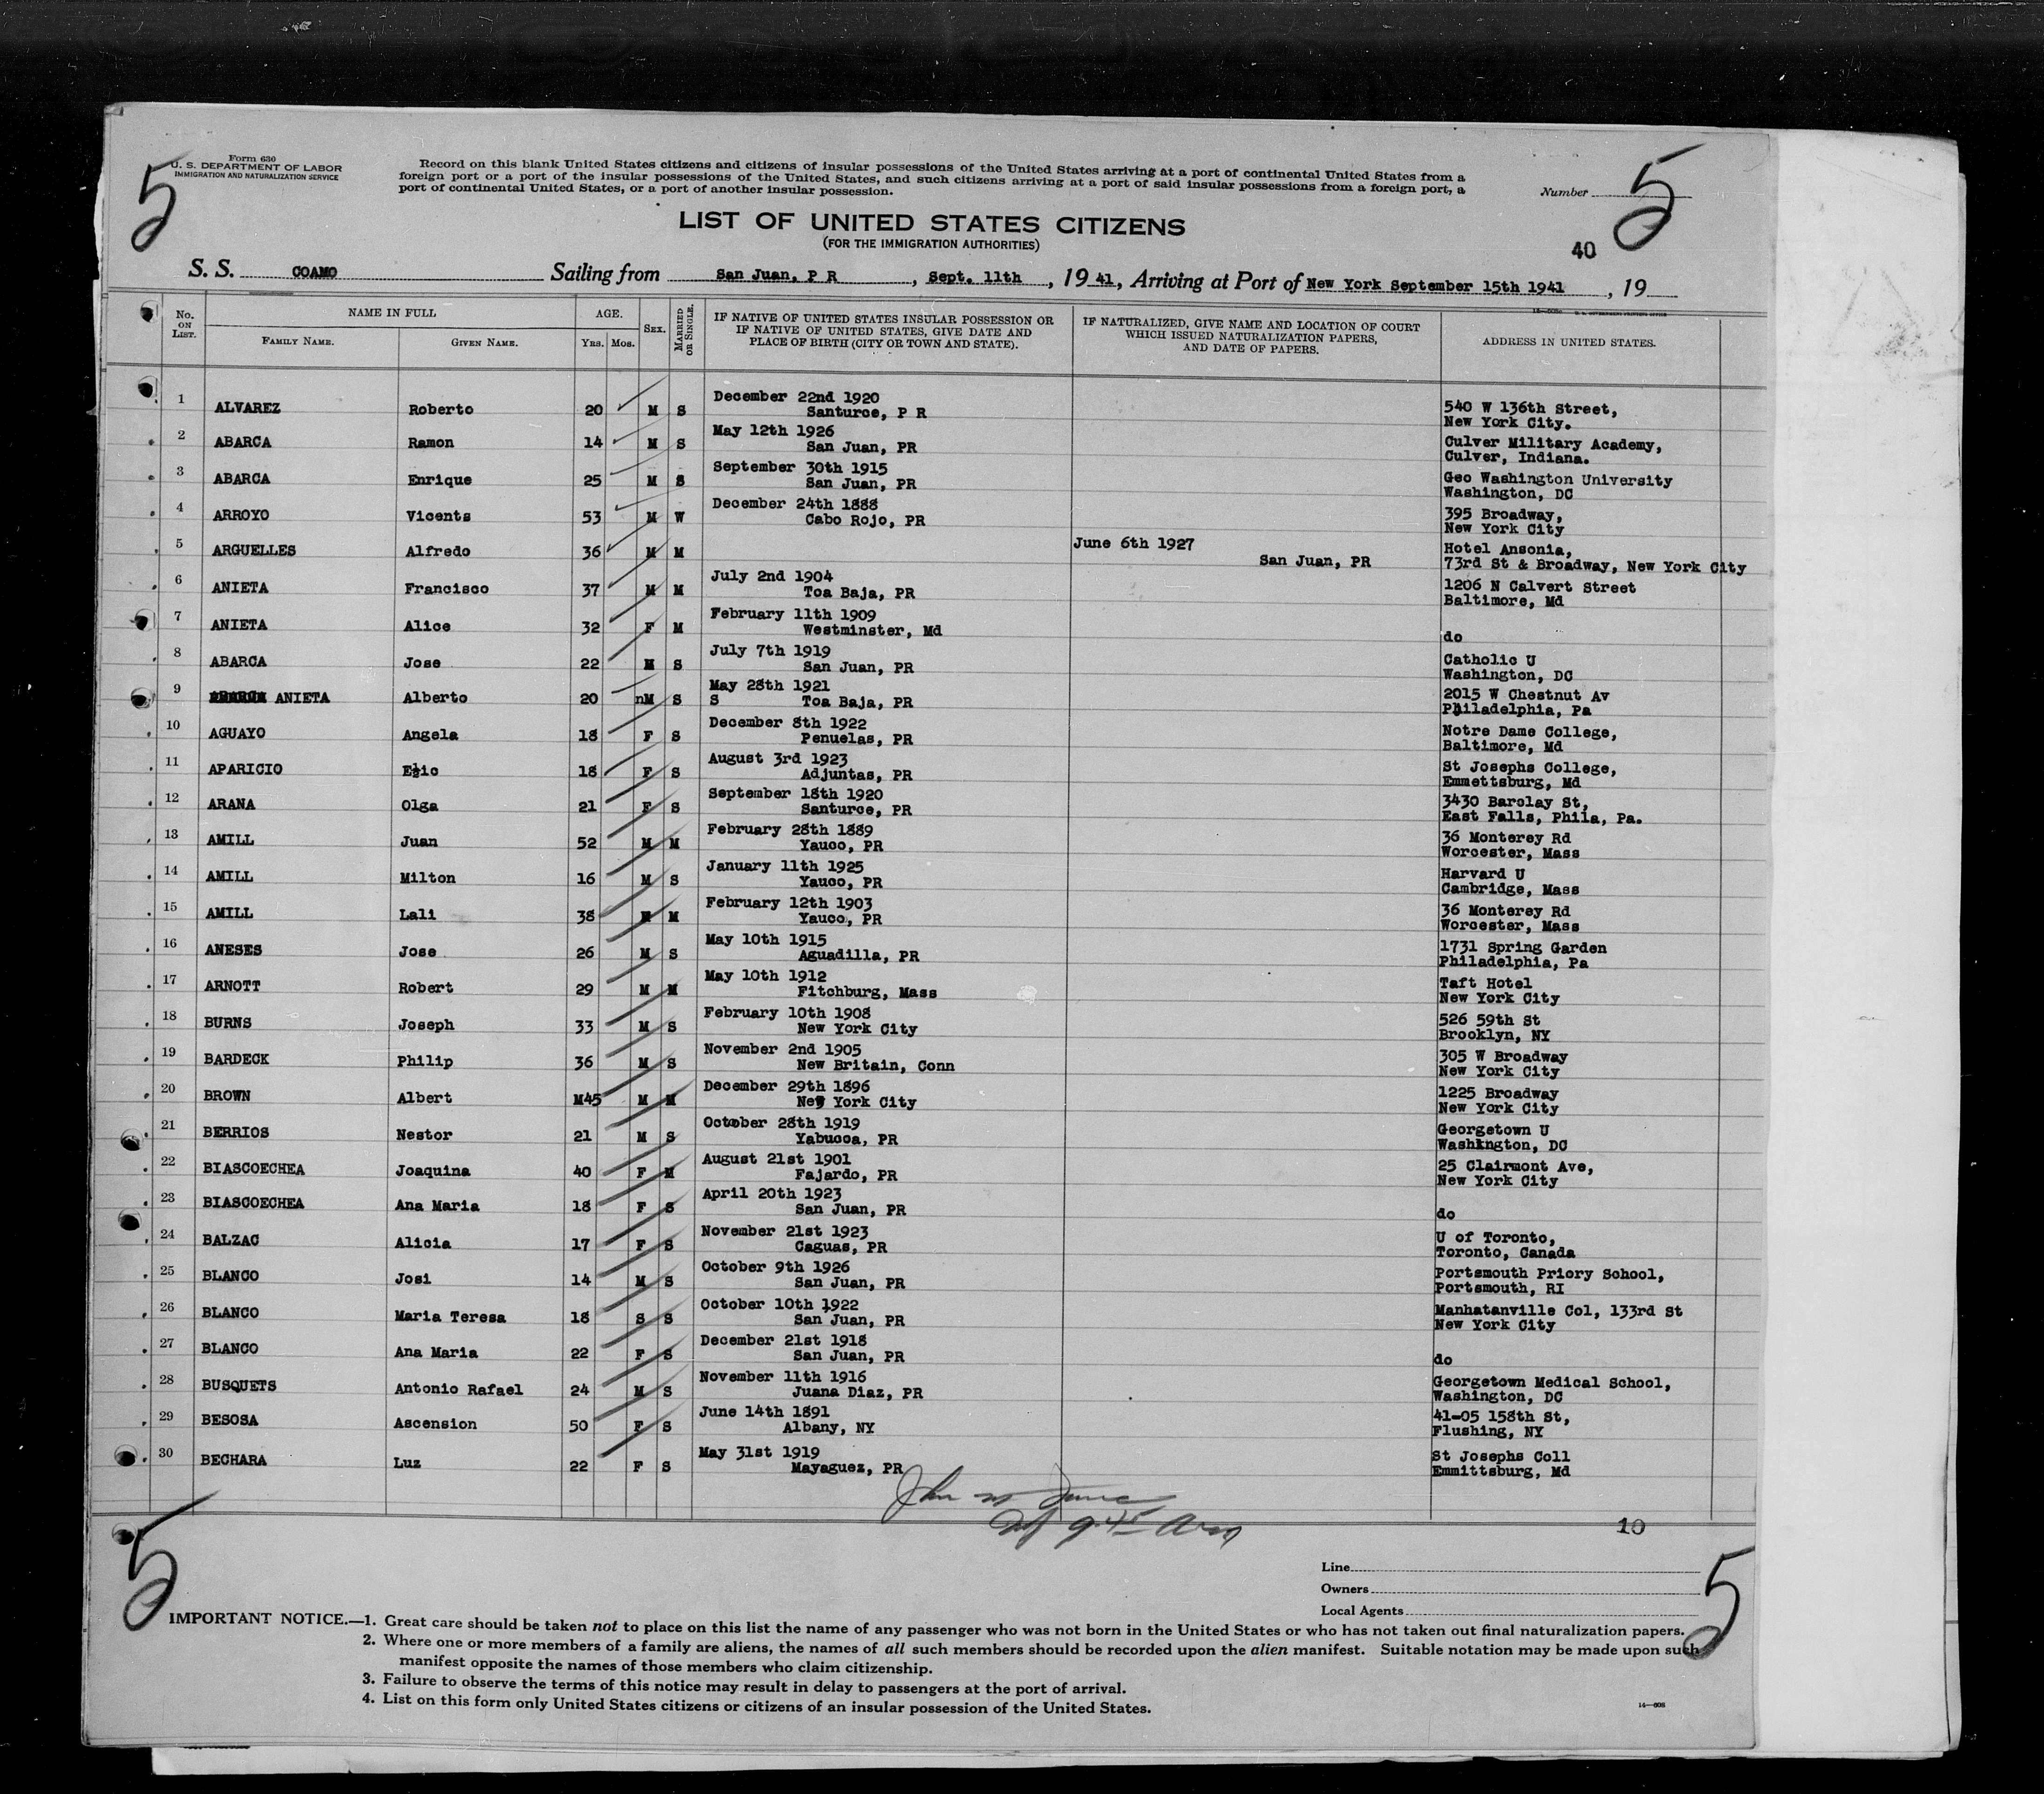 Form 630
U. S. DEPARTMENT OF LABOR
IMMIGRATION AND NATURALIZATION SERVICE
Record on this blank United States citizens and citizens of insular possessions of the United States arriving at a port of continental United States from a
foreign port or a port of the insular possessions of the United States, and such citizens arriving at a port of said insular possessions from a foreign port, a
port of continental United States, or a port of another insular possession.
Number
5
5
LIST OF UNITED STATES CITIZENS
(FOR THE IMMIGRATION AUTHORITIES)
40
S. S. COAMO Sailing from San Juan, P R , Sept. 11th , 19 41, Arriving at Port of New York September 15th 1941 , 19
No. ON LIST. NAME IN FULL FAMILY NAME. GIVEN NAME. AGE. Yrs. Mos. SEX. MARRIED OR SINGLE. IF NATIVE OF UNITED STATES INSULAR POSSESSION OR IF NATIVE OF UNITED STATES, GIVE DATE AND PLACE OF BIRTH (CITY OR TOWN AND STATE). IF NATURALIZED, GIVE NAME AND LOCATION OF COURT WHICH ISSUED NATURALIZATION PAPERS, AND DATE OF PAPERS. ADDRESS IN UNITED STATES.
1 ALVAREZ Roberto 20 M S December 22nd 1920 Santurce, P R 540 W 136th Street, New York City.
2 ABARCA Ramon 14 M S May 12th 1926 San Juan, PR Culver Military Academy, Culver, Indiana.
3 ABARCA Enrique 25 M S September 30th 1915 San Juan, PR Geo Washington University Washington, DC
4 ARROYO Vicents 53 M W December 24th 1888 Cabo Rojo, PR 395 Broadway, New York City
5 ARGUELLES Alfredo 36 M M June 6th 1927 San Juan, PR Hotel Ansonia, 73rd St & Broadway, New York City
6 ANIETA Francisco 37 M M July 2nd 1904 Toa Baja, PR 1206 N Calvert Street Baltimore, Md
7 ANIETA Alice 32 F M February 11th 1909 Westminster, Md do
8 ABARCA Jose 22 M S July 7th 1919 San Juan, PR Catholic U Washington, DC
9 ANIETA Alberto 20 nM S May 28th 1921 S Toa Baja, PR 2015 W Chestnut Av Philadelphia, Pa
10 AGUAYO Angela 18 F S December 8th 1922 Penuelas, PR Notre Dame College, Baltimore, Md
11 APARICIO 18 F S August 3rd 1923 Adjuntas, PR St Josephs College, Emmettsburg, Md
12 ARANA Olga 21 F S September 18th 1920 Santurce, PR 3430 Barclay St, East Falls, Phila, Pa.
13 AMILL Juan 52 M M February 28th 1889 Yauco, PR 36 Monterey Rd Worcester, Mass
14 AMILL Milton 16 M S January 11th 1925 Yauco, PR Harvard U Cambridge, Mass
15 AMILL Lali 38 M February 12th 1903 Yauco, PR 36 Monterey Rd Worcester, Mass
16 ANESES Jose 26 M S May 10th 1915 Aguadilla, PR 1731 Spring Garden Philadelphia, Pa
17 ARNOTT Robert 29 M M May 10th 1912 Fitchburg, Mass Taft Hotel New York City
18 BURNS Joseph 33 M S February 10th 1908 New York City 526 59th St Brooklyn, NY
19 BARDECK Philip 36 M S November 2nd 1905 New Britain, Conn 305 W Broadway New York City
20 BROWN Albert M45 M M December 29th 1896 New York City 1225 Broadway New York City
21 BERRIOS Nestor 21 M S October 28th 1919 Yabucoa, PR Georgetown U Washington, DC
22 BIASCOECHEA Joaquina 40 F M August 21st 1901 Fajardo, PR 25 Clairmont Ave, New York City
23 BIASCOECHEA Ana Maria 18 F S April 20th 1923 San Juan, PR do
24 BALZAC Alicia 17 F S November 21st 1923 Caguas, PR U of Toronto, Toronto, Canada
25 BLANCO Josi 14 M S October 9th 1926 San Juan, PR Portsmouth Priory School, Portsmouth, RI
26 BLANCO Maria Teresa 18 S S October 10th 1922 San Juan, PR Manhatanville Col, 133rd St New York City
27 BLANCO Ana Maria 22 F S December 21st 1918 San Juan, PR do
28 BUSQUETS Antonio Rafael 24 M S November 11th 1916 Juana Diaz, PR Georgetown Medical School, Washington, DC
29 BESOSA Ascension 50 F S June 14th 1891 Albany, NY 41-05 158th St, Flushing, NY
30 BECHARA Luz 22 F S May 31st 1919 Mayaguez, PR St Josephs Coll Emmittsburg, Md
John
10
Line
Owners
Local Agents
5
5
IMPORTANT NOTICE.—1. Great care should be taken not to place on this list the name of any passenger who was not born in the United States or who has not taken out final naturalization papers.
2. Where one or more members of a family are aliens, the names of all such members should be recorded upon the alien manifest. Suitable notation may be made upon such
manifest opposite the names of those members who claim citizenship.
3. Failure to observe the terms of this notice may result in delay to passengers at the port of arrival.
4. List on this form only United States citizens or citizens of an insular possession of the United States.